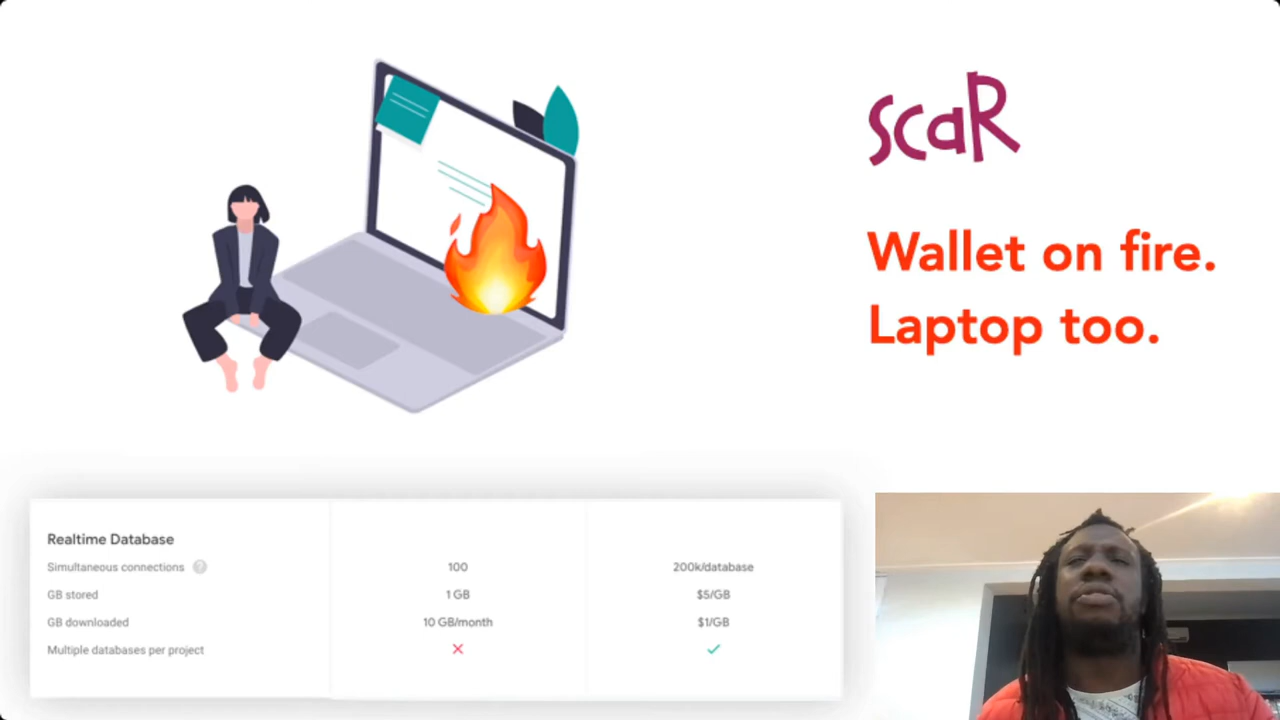 scaR
Wallet on fire.
Laptop too.
Realtime Database
Simultaneous connections ? 100 200k/database
GB stored 1 GB $5/GB
GB downloaded 10 GB/month $1/GB
Multiple databases per project